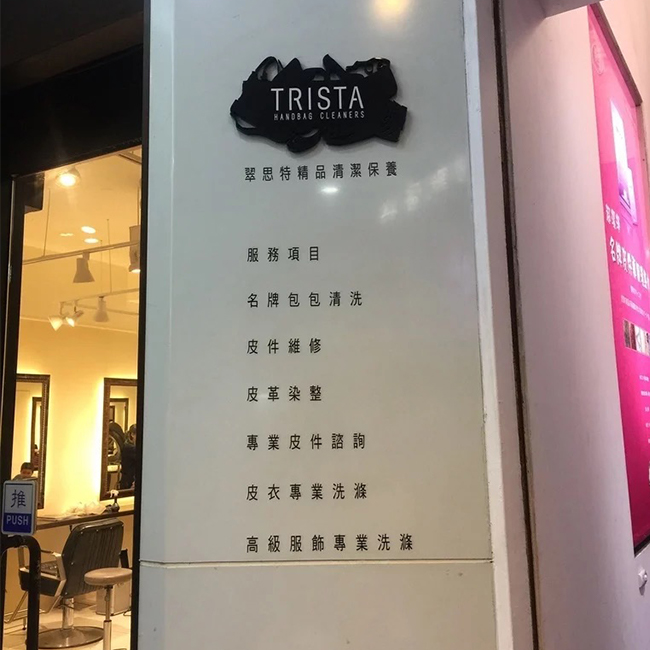 TRISTA
HANDBAG CLEANERS
翠思特精品清潔保養
服務項目
名牌包包清洗
皮件維修
皮革染整
專業皮件諮詢
皮衣專業洗滌
高級服飾專業洗滌
推
PUSH